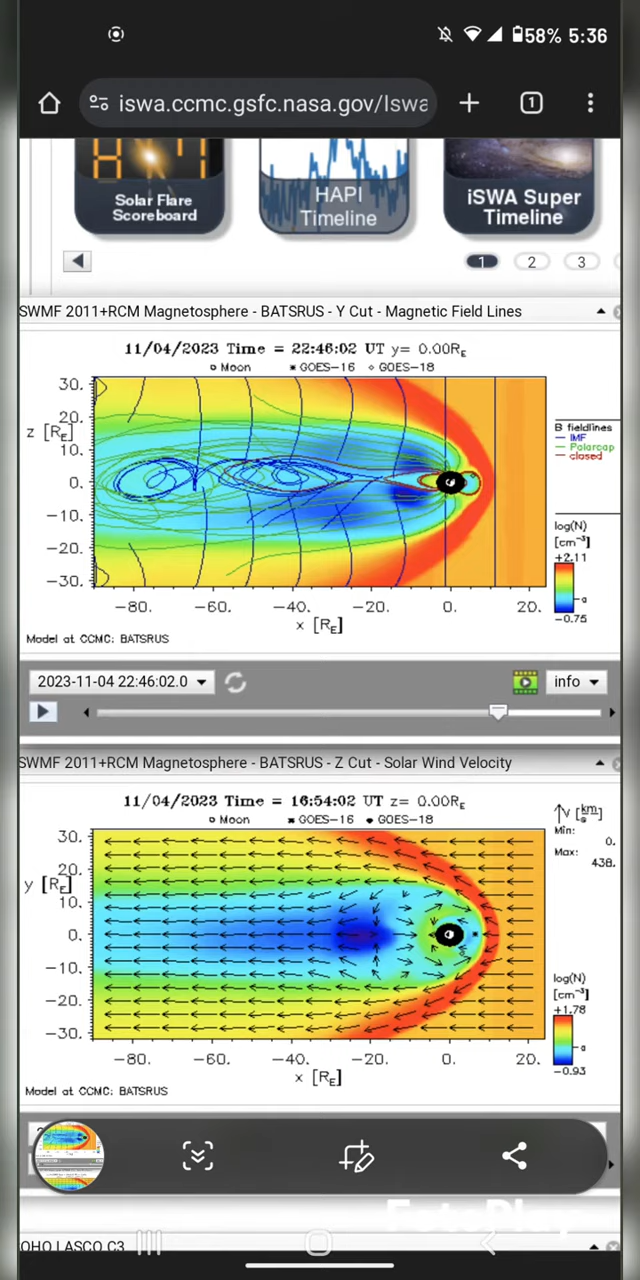 58% 5:36
iswa.ccmc.gsfc.nasa.gov/Iswa
1
Solar Flare
Scoreboard
HAPI
Timeline
iSWA Super
Timeline
1 2 3
SWMF 2011+RCM Magnetosphere - BATSRUS - Y Cut - Magnetic Field Lines
11/04/2023 Time = 22:46:02 UT y= 0.00RE
Moon GOES-16 GOES-18
30.
20.
z [RE]
10.
0.
-10.
-20.
-30.
-80. -60. -40. -20. 0. 20.
x [RE]
B fieldlines
IMF
Polarcap
closed
log(N)
[cm-3]
+2.11
-0.75
Model at CCMC: BATSRUS
2023-11-04 22:46:02.0
info
SWMF 2011+RCM Magnetosphere - BATSRUS - Z Cut - Solar Wind Velocity
11/04/2023 Time = 16:54:02 UT z= 0.00RE
Moon GOES-16 GOES-18
V [km/s]
Min:
0.
Max:
438.
30.
20.
y [RE]
10.
0.
-10.
-20.
-30.
-80. -60. -40. -20. 0. 20.
x [RE]
log(N)
[cm-3]
+1.78
-0.93
Model at CCMC: BATSRUS
FotoPlay
OHO LASCO C3